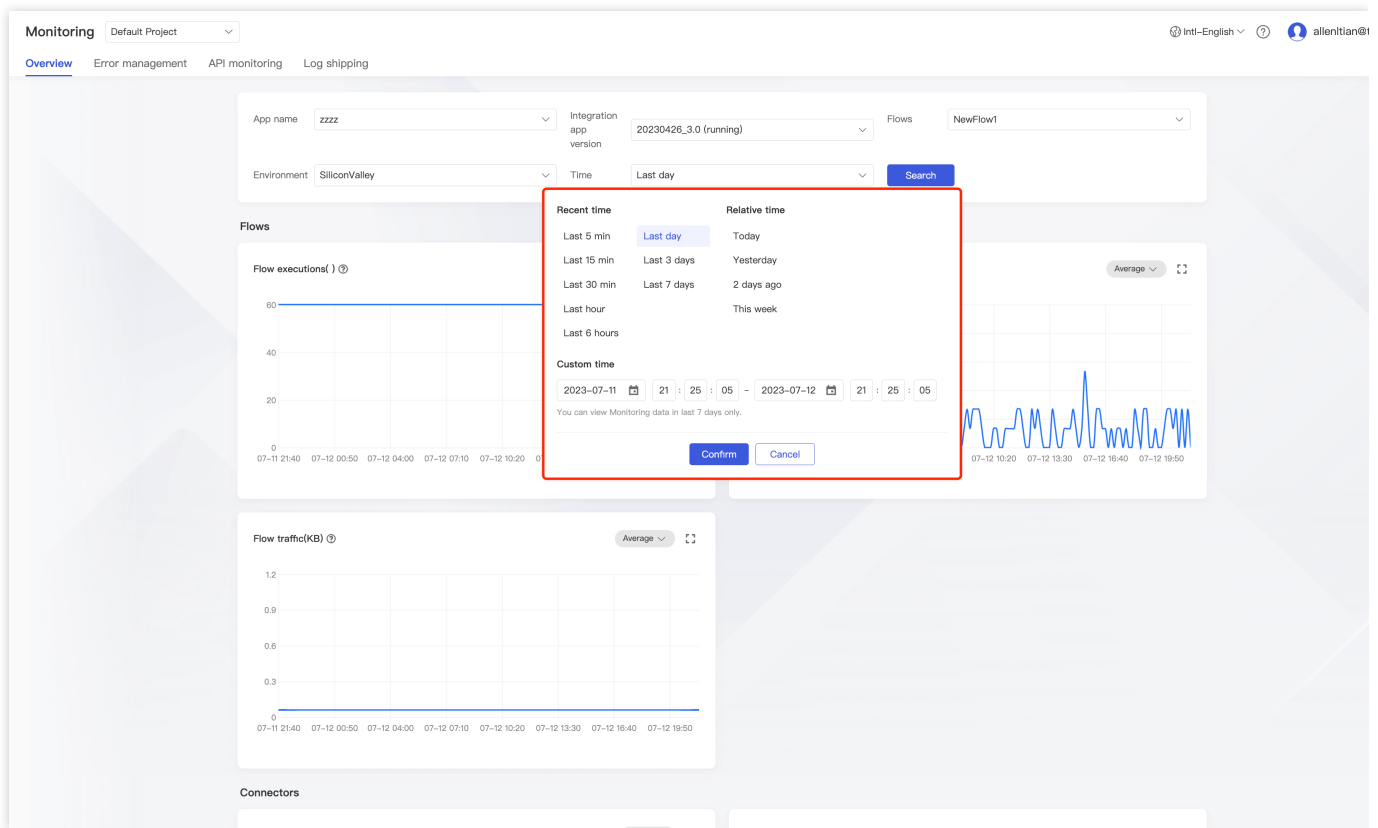 Monitoring Default Project Intl-English allenltian@t
Overview Error management API monitoring Log shipping
App name zzzz Integration app version 20230426_3.0 (running) Flows NewFlow1
Environment SiliconValley Time Last day Search
Flows
Recent time Relative time
Last 5 min Last day Today
Last 15 min Last 3 days Yesterday
Last 30 min Last 7 days 2 days ago
Last hour This week
Last 6 hours
Custom time
2023-07-11 21 : 25 : 05 - 2023-07-12 21 : 25 : 05
You can view Monitoring data in last 7 days only.
Confirm Cancel
Flow executions( )
60
40
20
0
07-11 21:40 07-12 00:50 07-12 04:00 07-12 07:10 07-12 10:20 07
Average
07-12 10:20 07-12 13:30 07-12 16:40 07-12 19:50
Flow traffic(KB) Average
1.2
0.9
0.6
0.3
0
07-11 21:40 07-12 00:50 07-12 04:00 07-12 07:10 07-12 10:20 07-12 13:30 07-12 16:40 07-12 19:50
Connectors